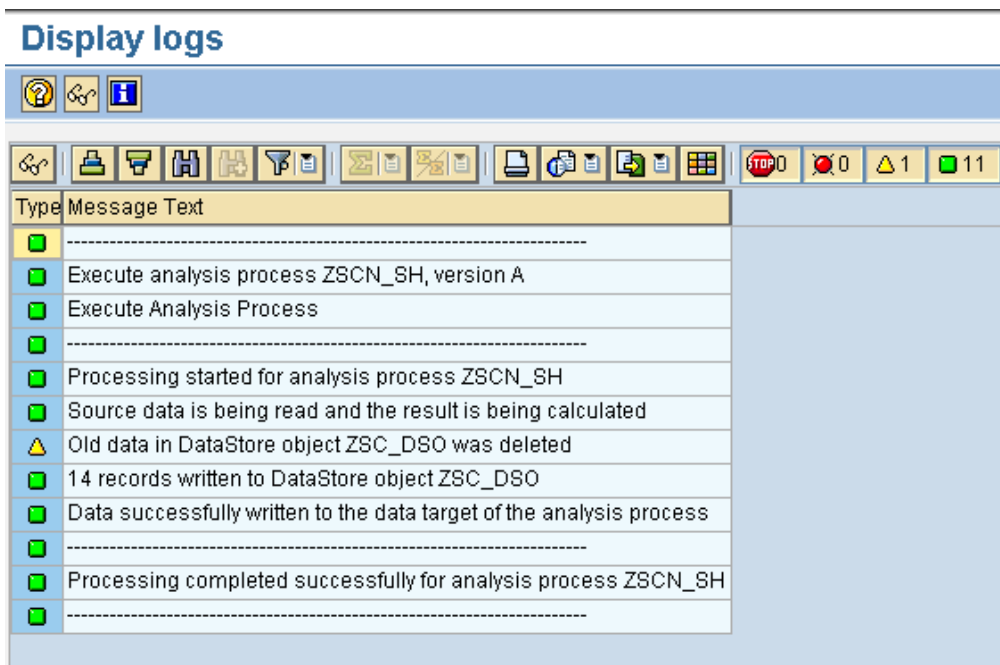 Display logs
STOP 0 0 1 11
Type Message Text
--------------------------------------------------------------------------
Execute analysis process ZSCN_SH, version A
Execute Analysis Process
--------------------------------------------------------------------------
Processing started for analysis process ZSCN_SH
Source data is being read and the result is being calculated
Old data in DataStore object ZSC_DSO was deleted
14 records written to DataStore object ZSC_DSO
Data successfully written to the data target of the analysis process
--------------------------------------------------------------------------
Processing completed successfully for analysis process ZSCN_SH
--------------------------------------------------------------------------